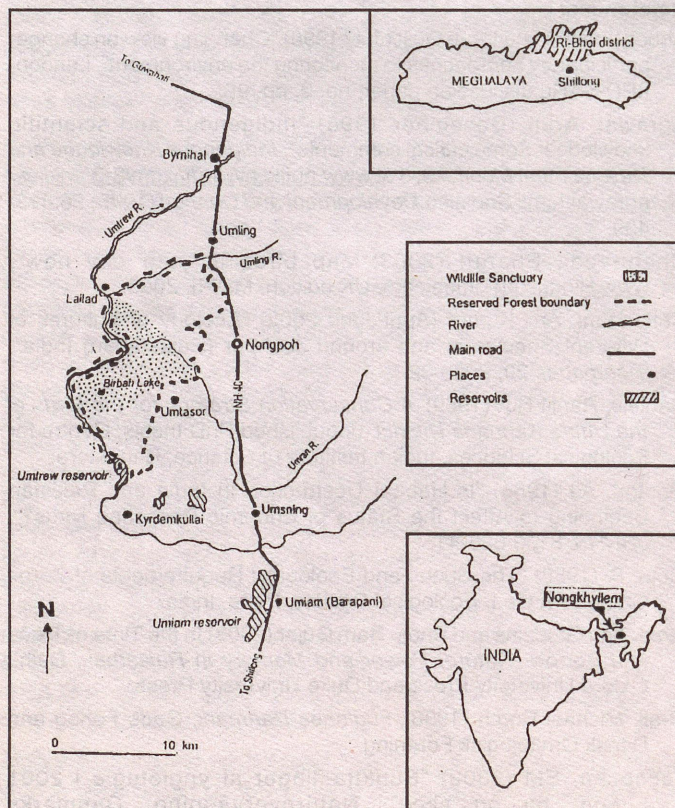 To Guwahati
Byrnihat
Umtrew R.
Umling
Umling R.
Lailad
Nongpoh
Birbah Lake
NH-40
Umtasor
Umran R.
Umtrew reservoir
Kyrdemkullai
Umsning
Umiam (Barapani)
Umiam reservoir
To Shillong
N
0 10 km
Ri-Bhoi district
MEGHALAYA
Shillong
Wildlife Sanctuary
Reserved Forest boundary
River
Main road
Places
Reservoirs
Nongkhyllem
INDIA